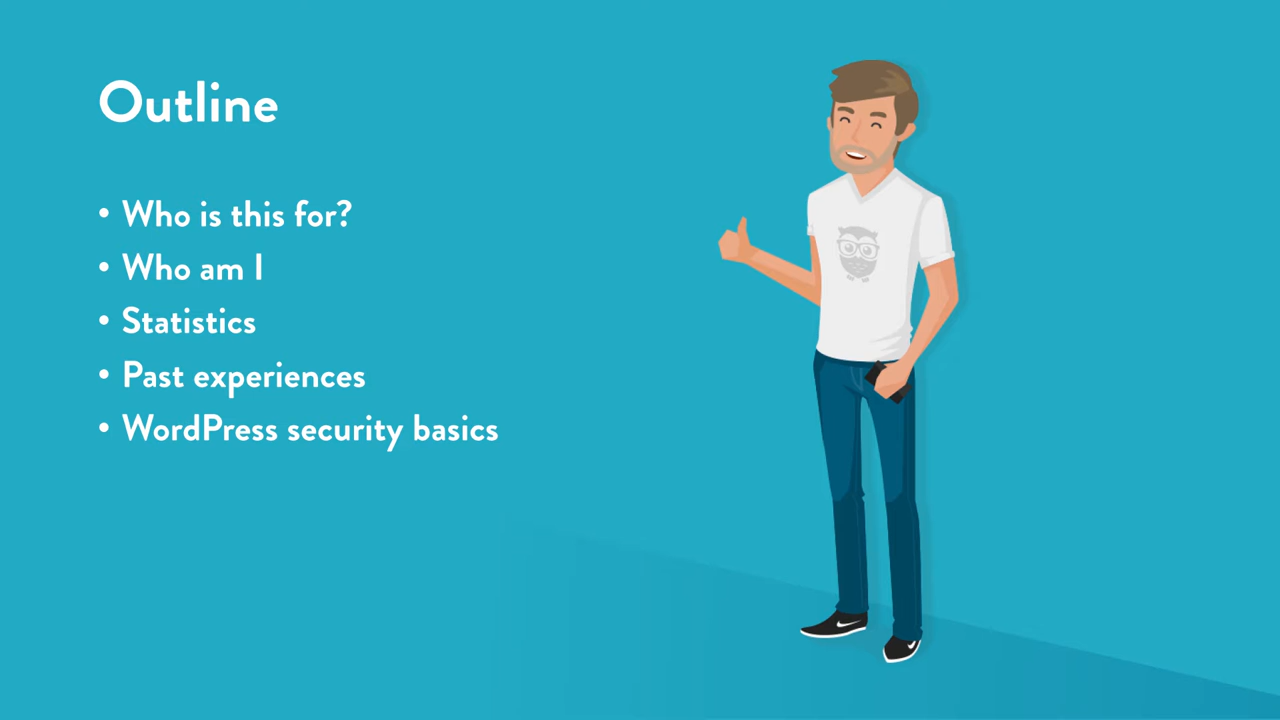 Outline
• Who is this for?
• Who am I
• Statistics
• Past experiences
• WordPress security basics